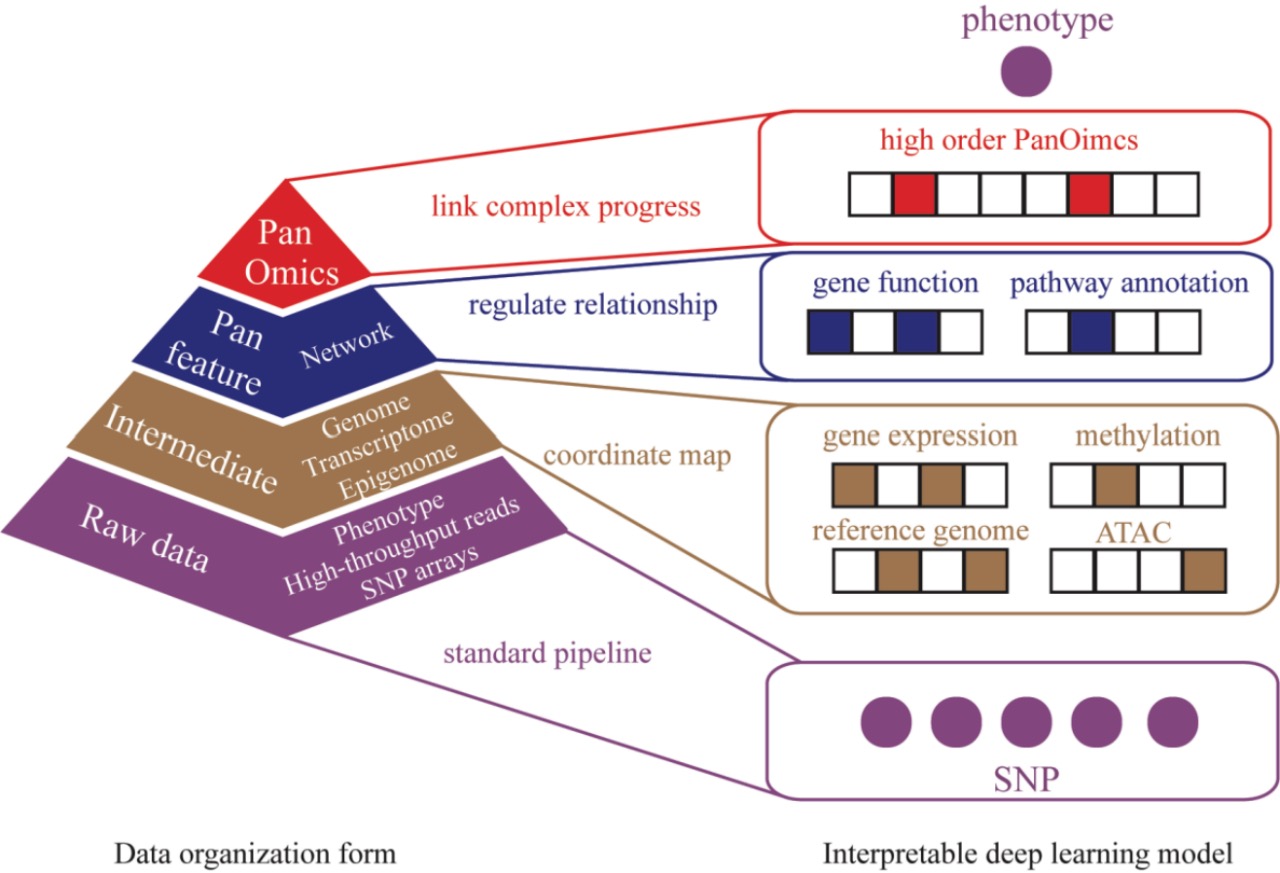 phenotype
high order PanOimcs
link complex progress
Pan
Omics
gene function
pathway annotation
regulate relationship
Pan
feature
Network
Intermediate
Genome
Transcriptome
Epigenome
coordinate map
gene expression
methylation
reference genome
ATAC
Raw data
Phenotype
High-throughput reads
SNP arrays
standard pipeline
SNP
Data organization form
Interpretable deep learning model